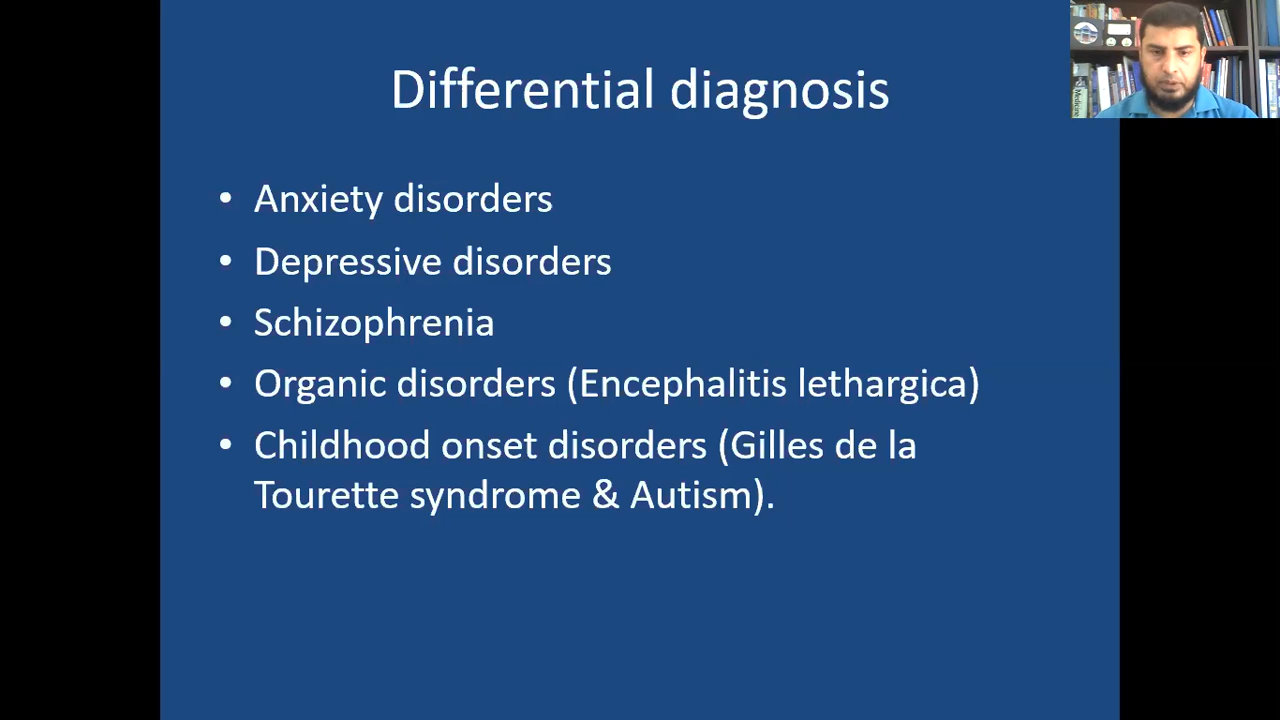 Differential diagnosis
• Anxiety disorders
• Depressive disorders
• Schizophrenia
• Organic disorders (Encephalitis lethargica)
• Childhood onset disorders (Gilles de la
Tourette syndrome & Autism).